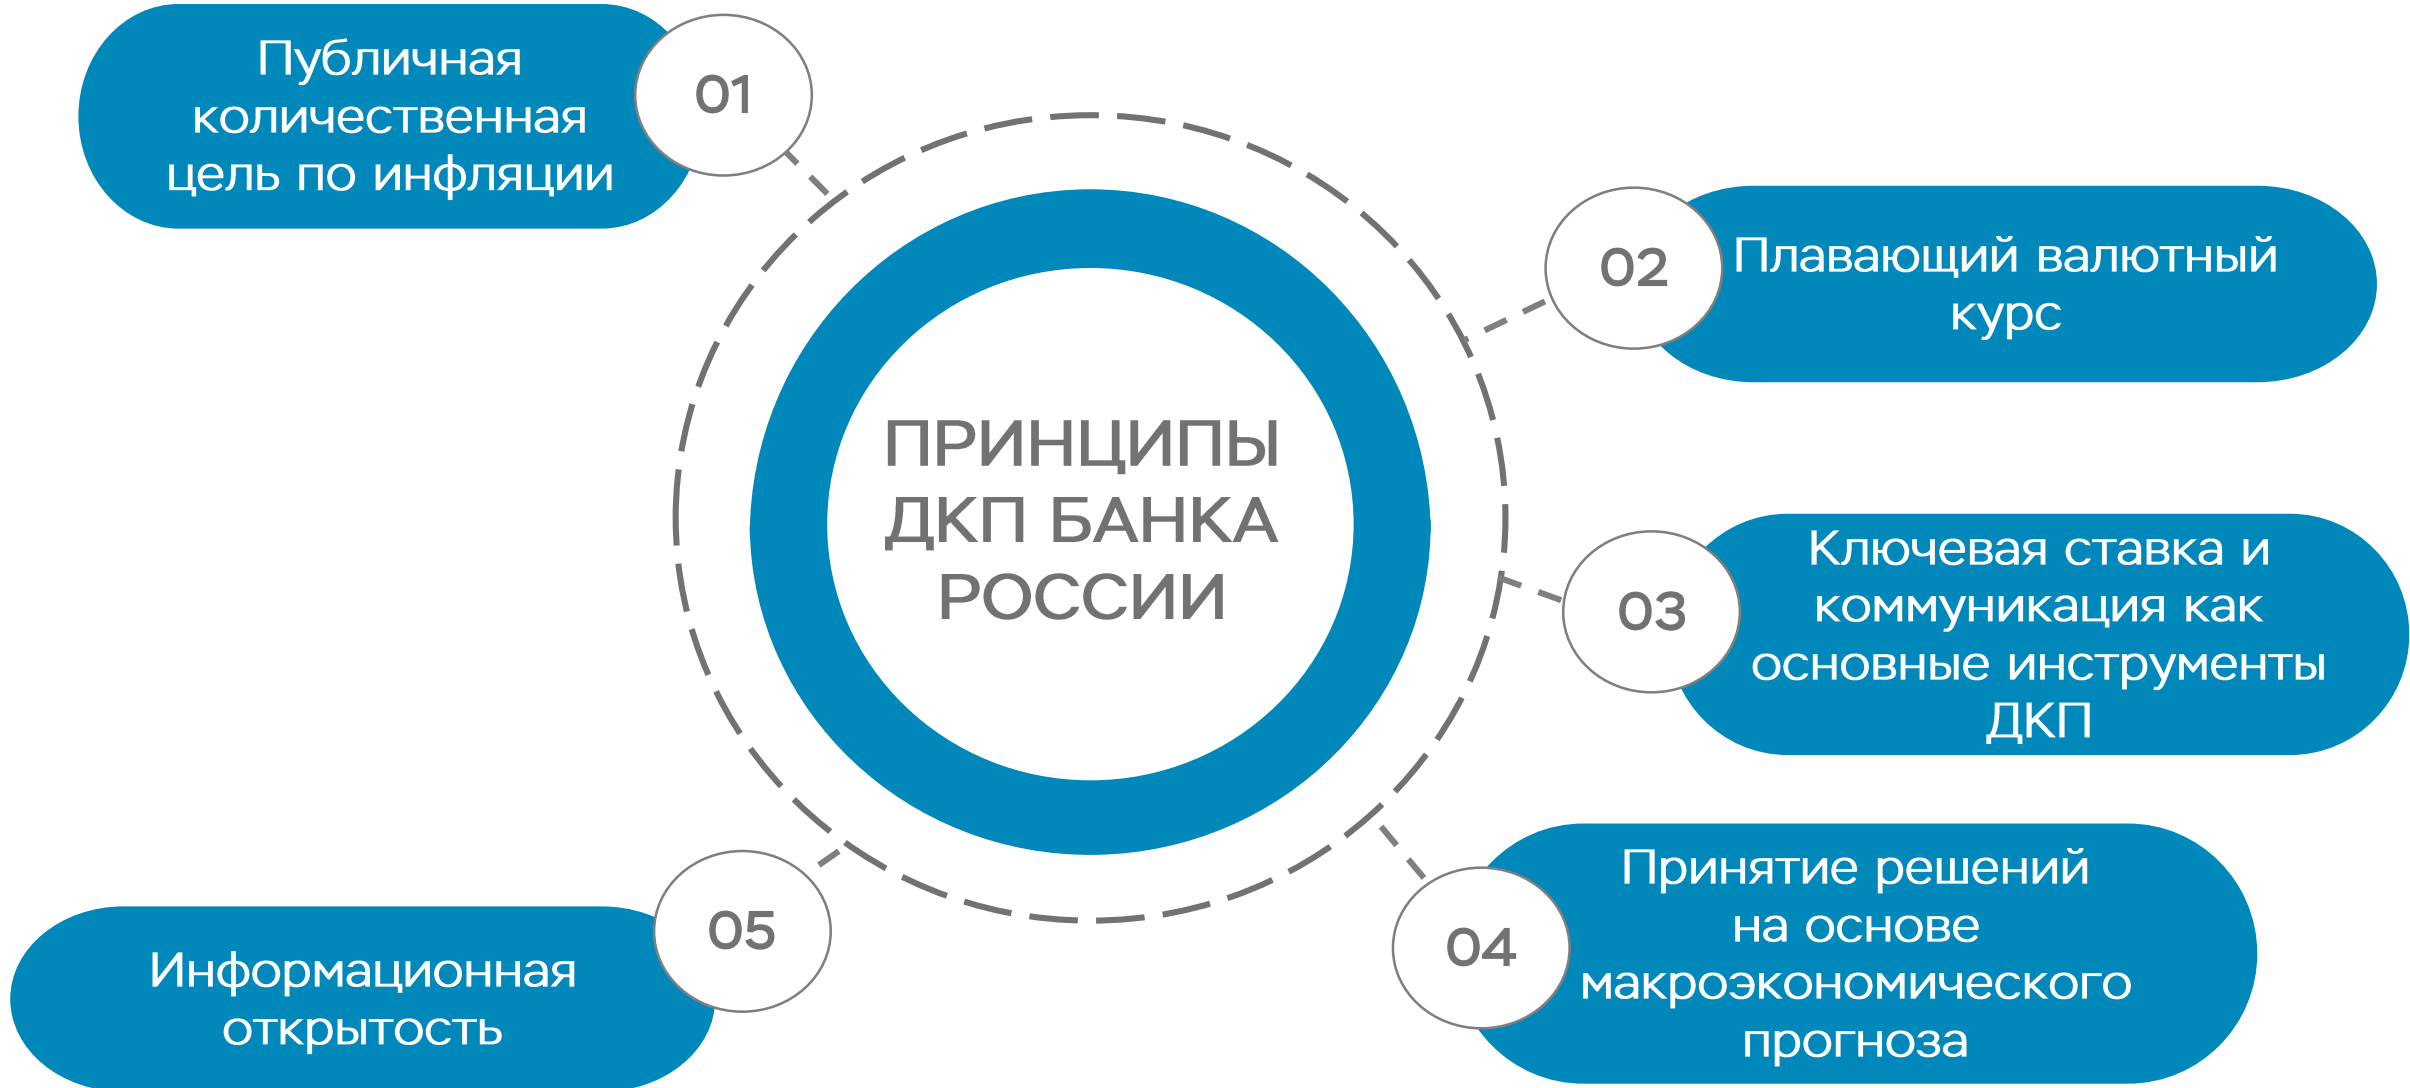 Публичная
количественная
цель по инфляции
01
02
Плавающий валютный
курс
ПРИНЦИПЫ
ДКП БАНКА
РОССИИ
03
Ключевая ставка и
коммуникация как
основные инструменты
ДКП
04
Принятие решений
на основе
макроэкономического
прогноза
05
Информационная
открытость